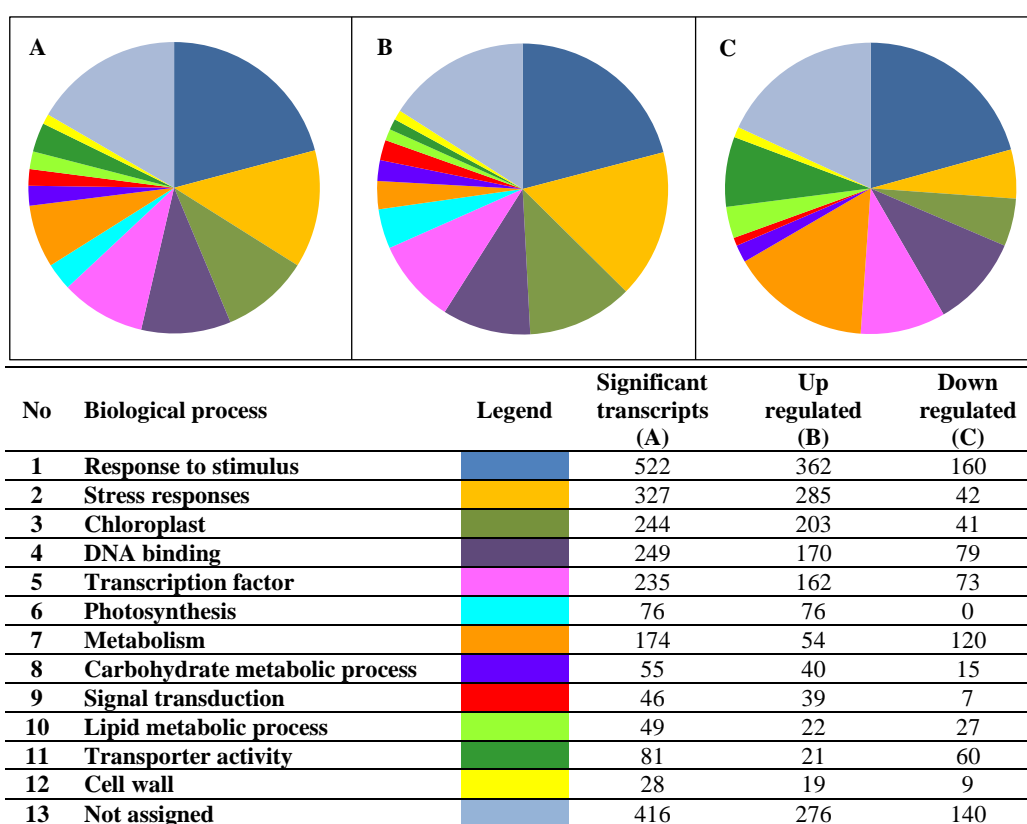 A B C
No Biological process Legend Significant transcripts (A) Up regulated (B) Down regulated (C)
1 Response to stimulus 522 362 160
2 Stress responses 327 285 42
3 Chloroplast 244 203 41
4 DNA binding 249 170 79
5 Transcription factor 235 162 73
6 Photosynthesis 76 76 0
7 Metabolism 174 54 120
8 Carbohydrate metabolic process 55 40 15
9 Signal transduction 46 39 7
10 Lipid metabolic process 49 22 27
11 Transporter activity 81 21 60
12 Cell wall 28 19 9
13 Not assigned 416 276 140